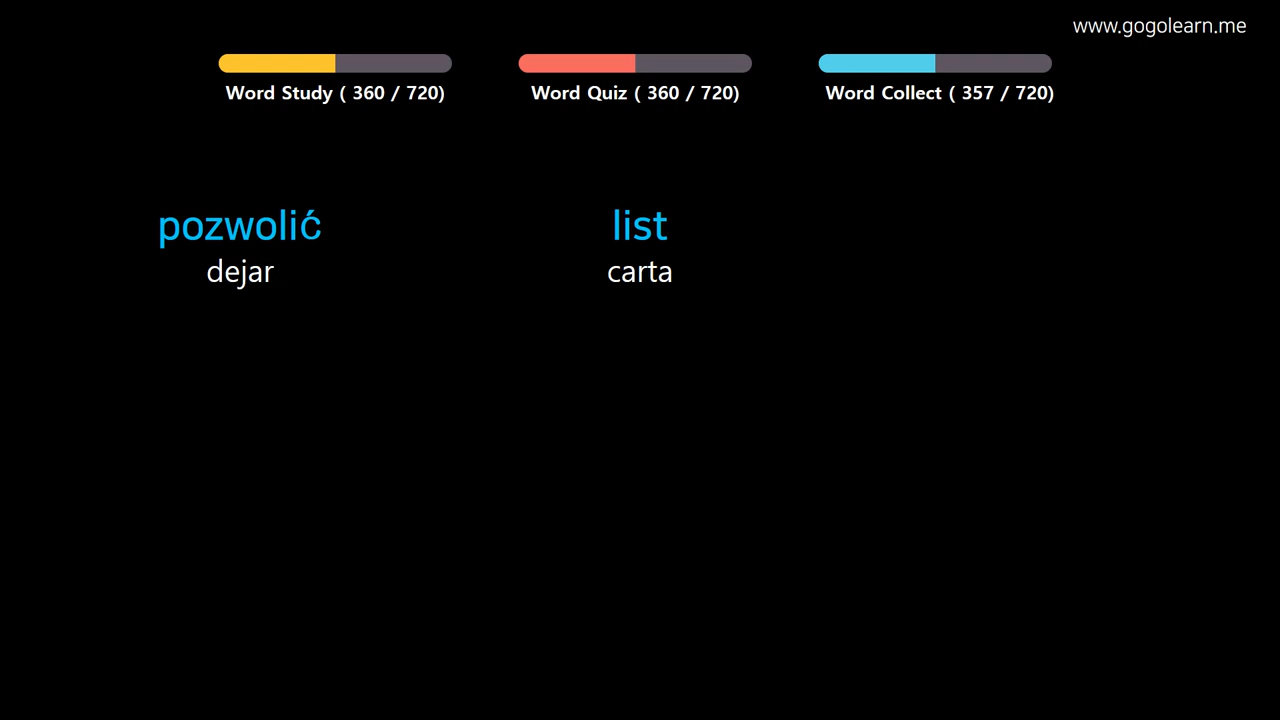 www.gogolearn.me
Word Study ( 360 / 720)
Word Quiz ( 360 / 720)
Word Collect ( 357 / 720)
pozwolić
dejar
list
carta